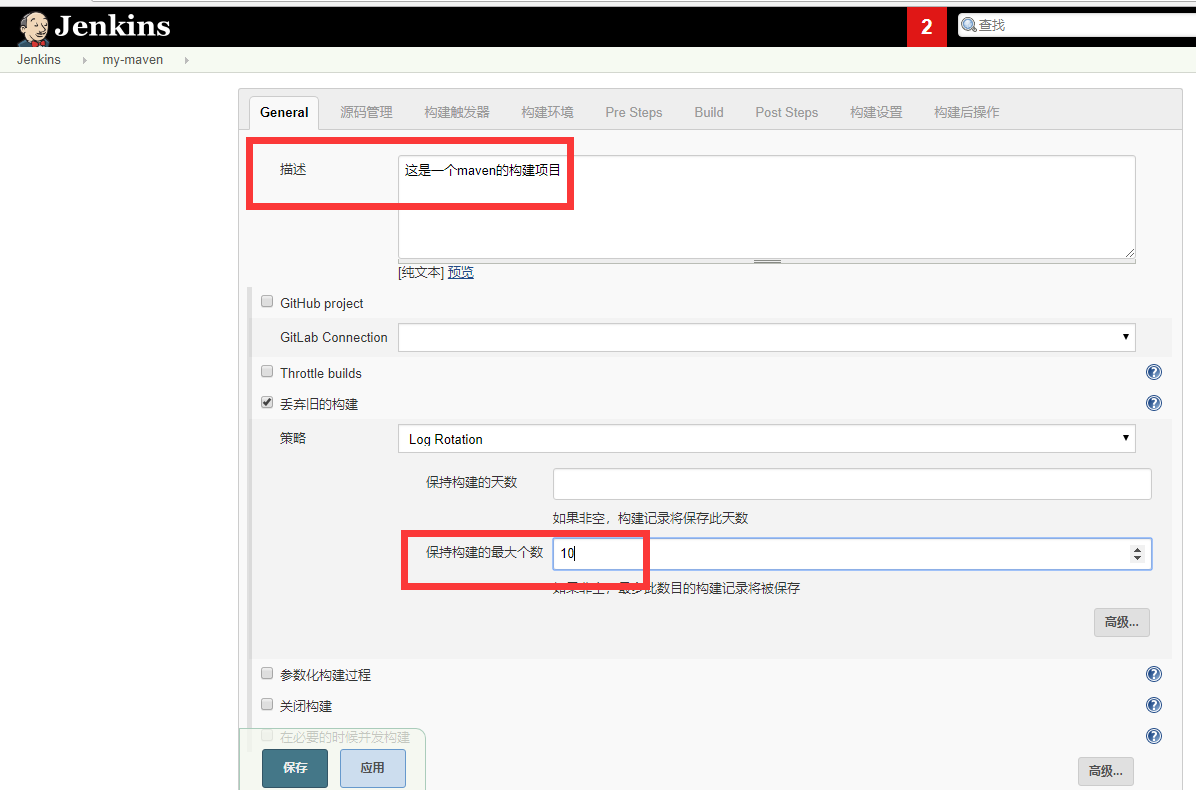 Jenkins
2
查找
Jenkins
my-maven
General 源码管理 构建触发器 构建环境 Pre Steps Build Post Steps 构建设置 构建后操作
描述
这是一个maven的构建项目
[纯文本] 预览
GitHub project
GitLab Connection
Throttle builds
丢弃旧的构建
策略
Log Rotation
保持构建的天数
如果非空，构建记录将保存此天数
保持构建的最大个数
10
如果非空，最多此数目的构建记录将被保存
高级...
参数化构建过程
关闭构建
在必要的时候并发构建
保存
应用
高级...